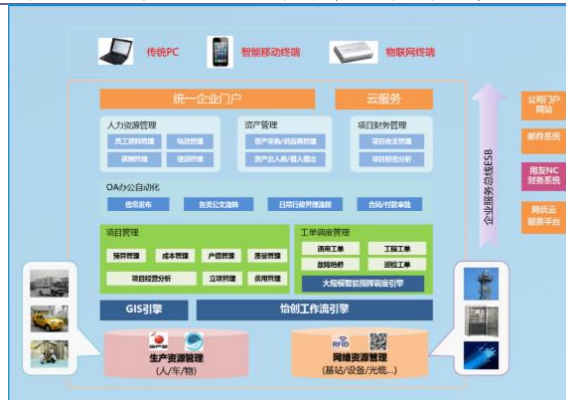 传统PC
智能移动终端
物联网终端
统一企业门户
云服务
人力资源管理
员工资料管理
绩效管理
薪酬管理
培训管理
资产管理
资产采购/供应商管理
资产出入库/借入借出
项目财务管理
项目收支管理
项目财务分析
OA办公自动化
信息发布
各类公文流转
日常行政管理流程
合同/付款审批
项目管理
预算管理
成本管理
产值管理
质量管理
项目经营分析
立项管理
费用管理
工单调度管理
通用工单
工程工单
故障抢修
巡检工单
大规模智能指挥调度引擎
GIS引擎
怡创工作流引擎
生产资源管理
(人/车/物)
RFID
网络资源管理
(基站/设备/光缆...)
企业服务总线ESB
公司门户
网站
邮件系统
用友NC
财务系统
服务平台